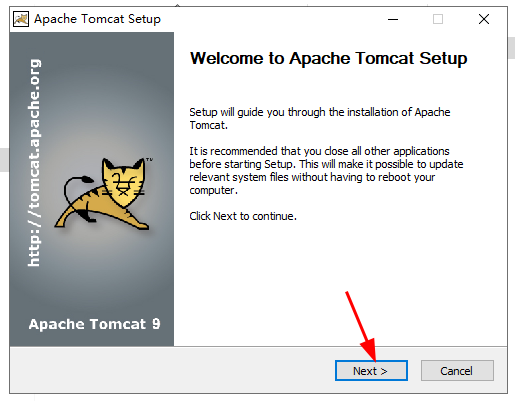 Apache Tomcat Setup
http://tomcat.apache.org
Apache Tomcat 9
Welcome to Apache Tomcat Setup
Setup will guide you through the installation of Apache
Tomcat.
It is recommended that you close all other applications
before starting Setup. This will make it possible to update
relevant system files without having to reboot your
computer.
Click Next to continue.
Next >
Cancel